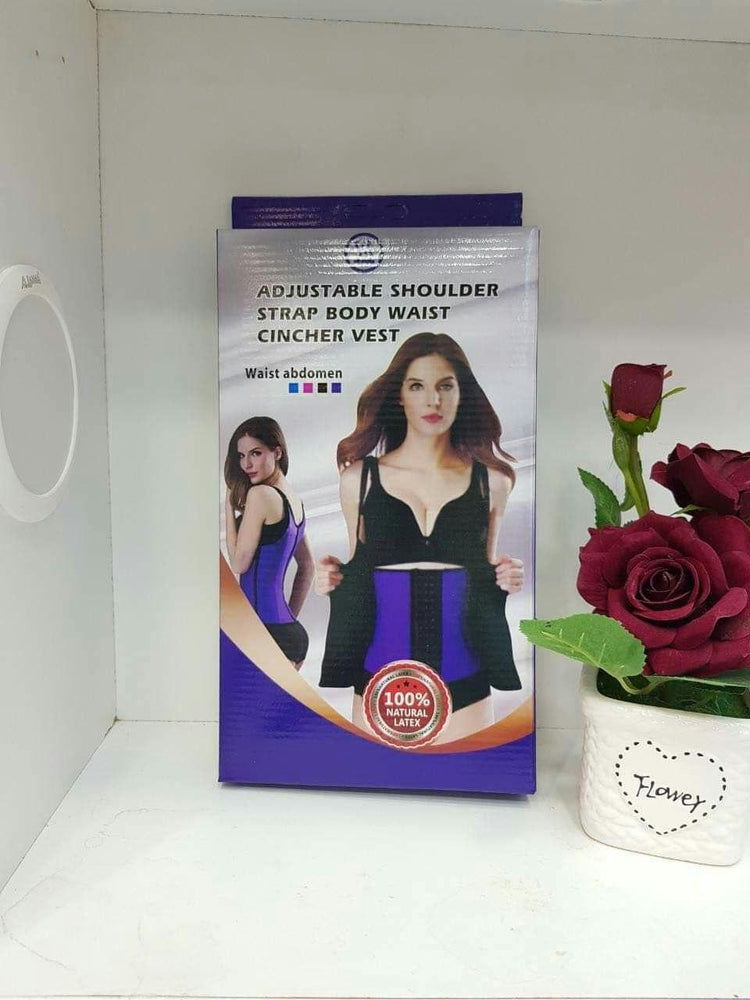 ADJUSTABLE SHOULDER
STRAP BODY WAIST
CINCHER VEST
Waist abdomen
100%
NATURAL
LATEX
FLower